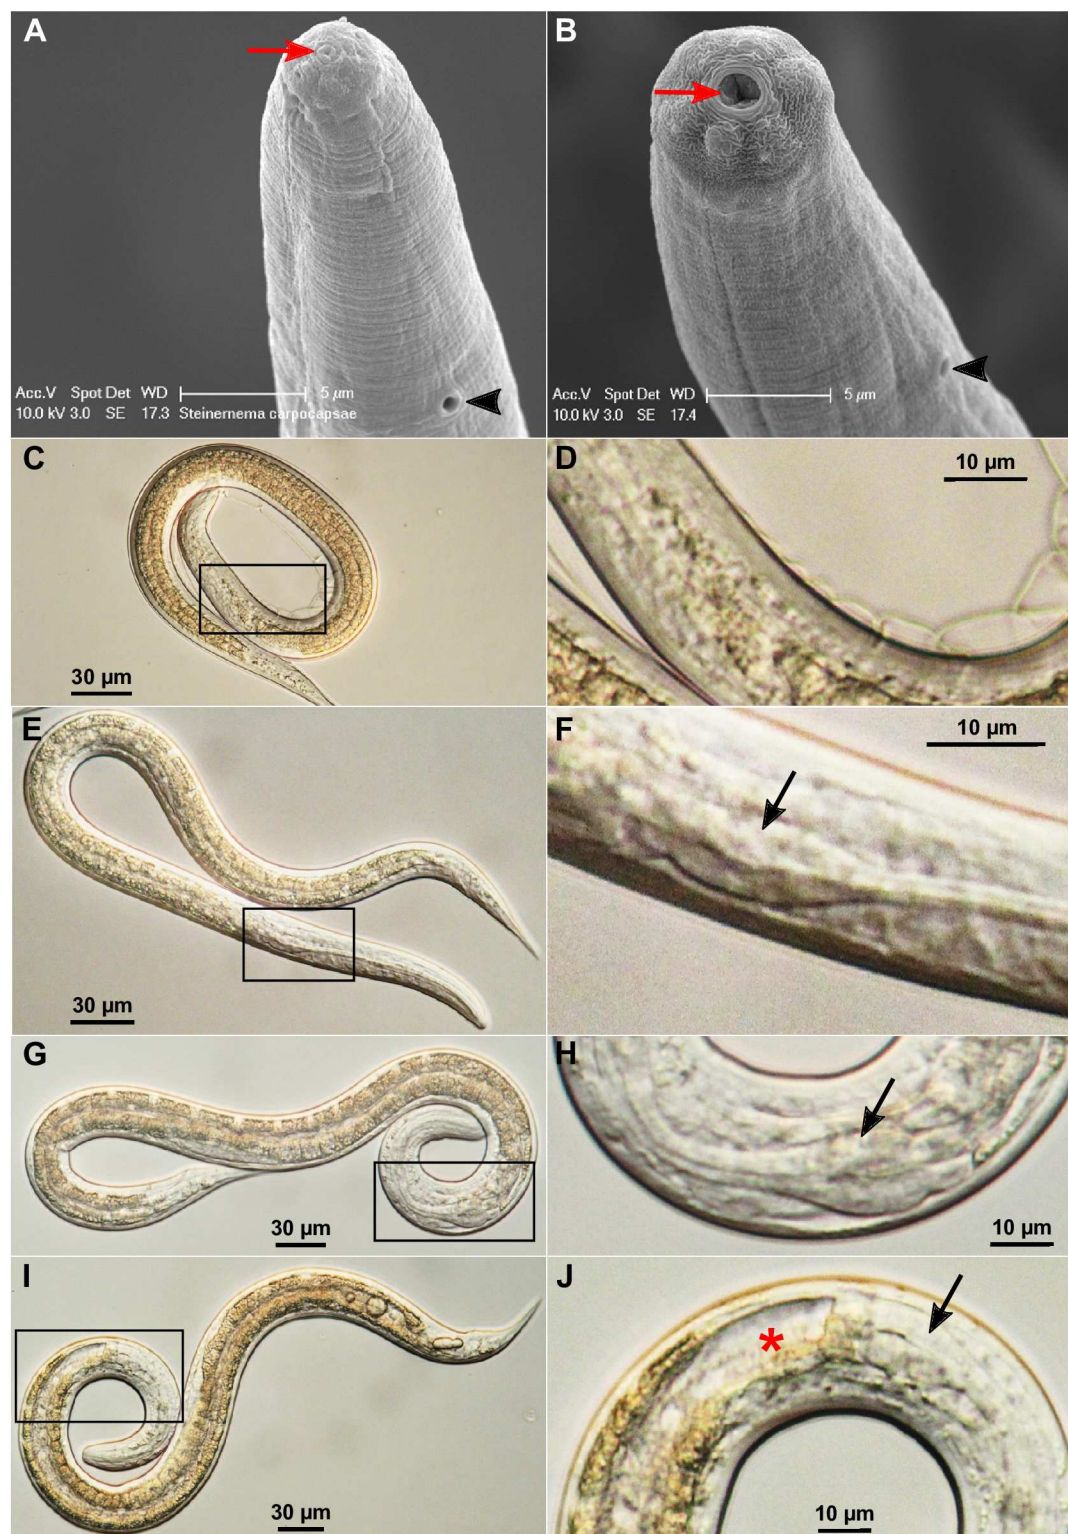 A
Acc.V Spot Det WD 5 µm
10.0 kV 3.0 SE 17.3 Steinernema carpocapsae
B
Acc.V Spot Det WD 5 µm
10.0 kV 3.0 SE 17.4
C
30 µm
D
10 µm
E
30 µm
F
10 µm
G
30 µm
H
10 µm
I
30 µm
J
*
10 µm